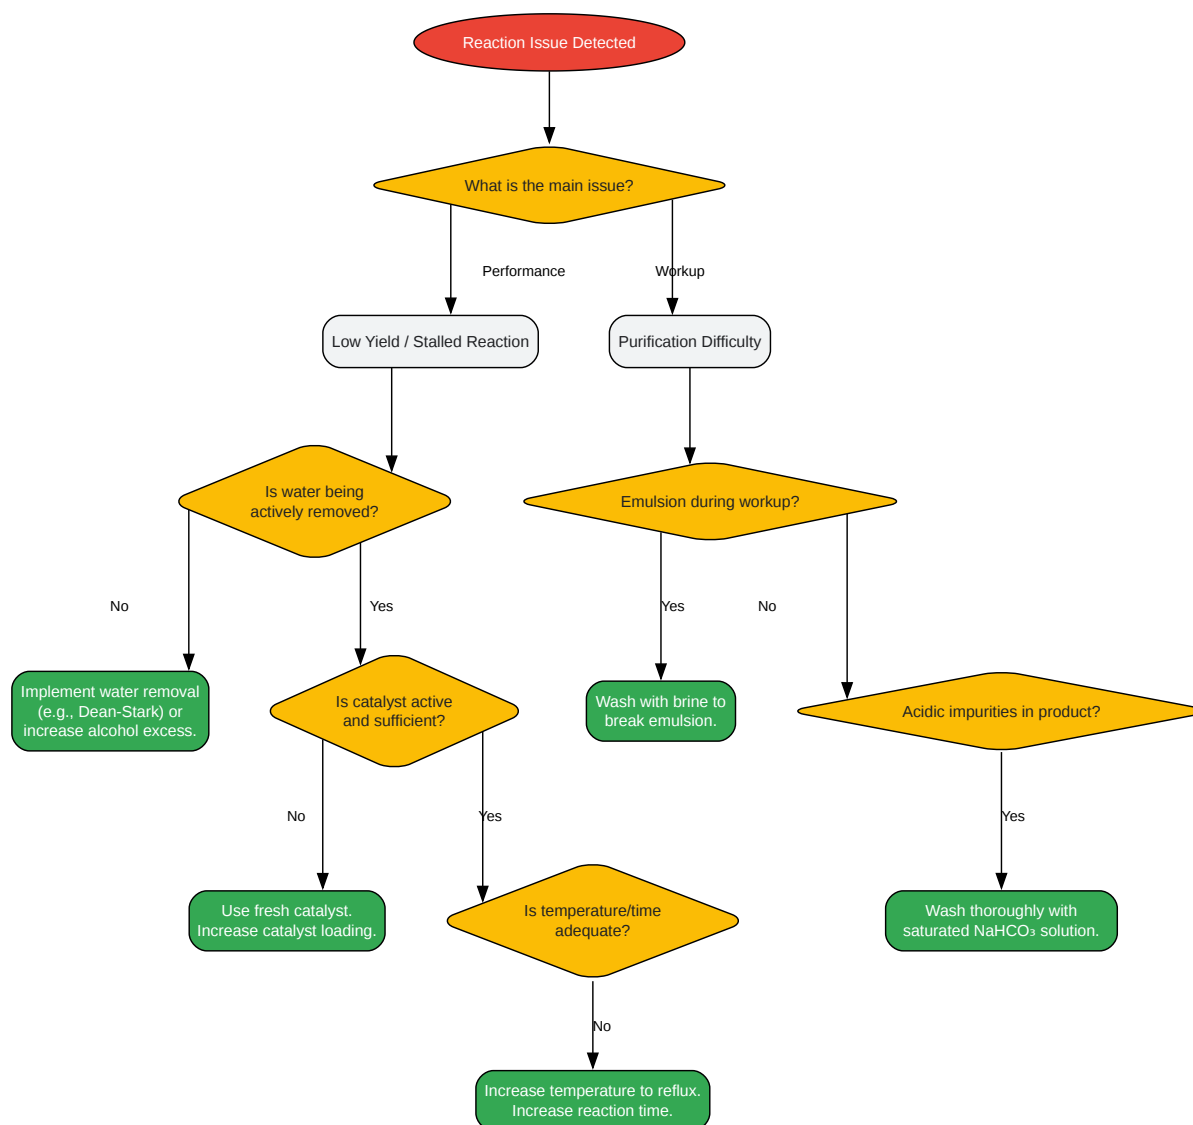 Reaction Issue Detected
What is the main issue?
Performance
Workup
Low Yield / Stalled Reaction
Purification Difficulty
Is water being
actively removed?
Emulsion during workup?
No
Yes
Yes
No
Implement water removal
(e.g., Dean-Stark) or
increase alcohol excess.
Is catalyst active
and sufficient?
Wash with brine to
break emulsion.
Acidic impurities in product?
No
Yes
Yes
Use fresh catalyst.
Increase catalyst loading.
Is temperature/time
adequate?
Wash thoroughly with
saturated NaHCO₃ solution.
No
Increase temperature to reflux.
Increase reaction time.